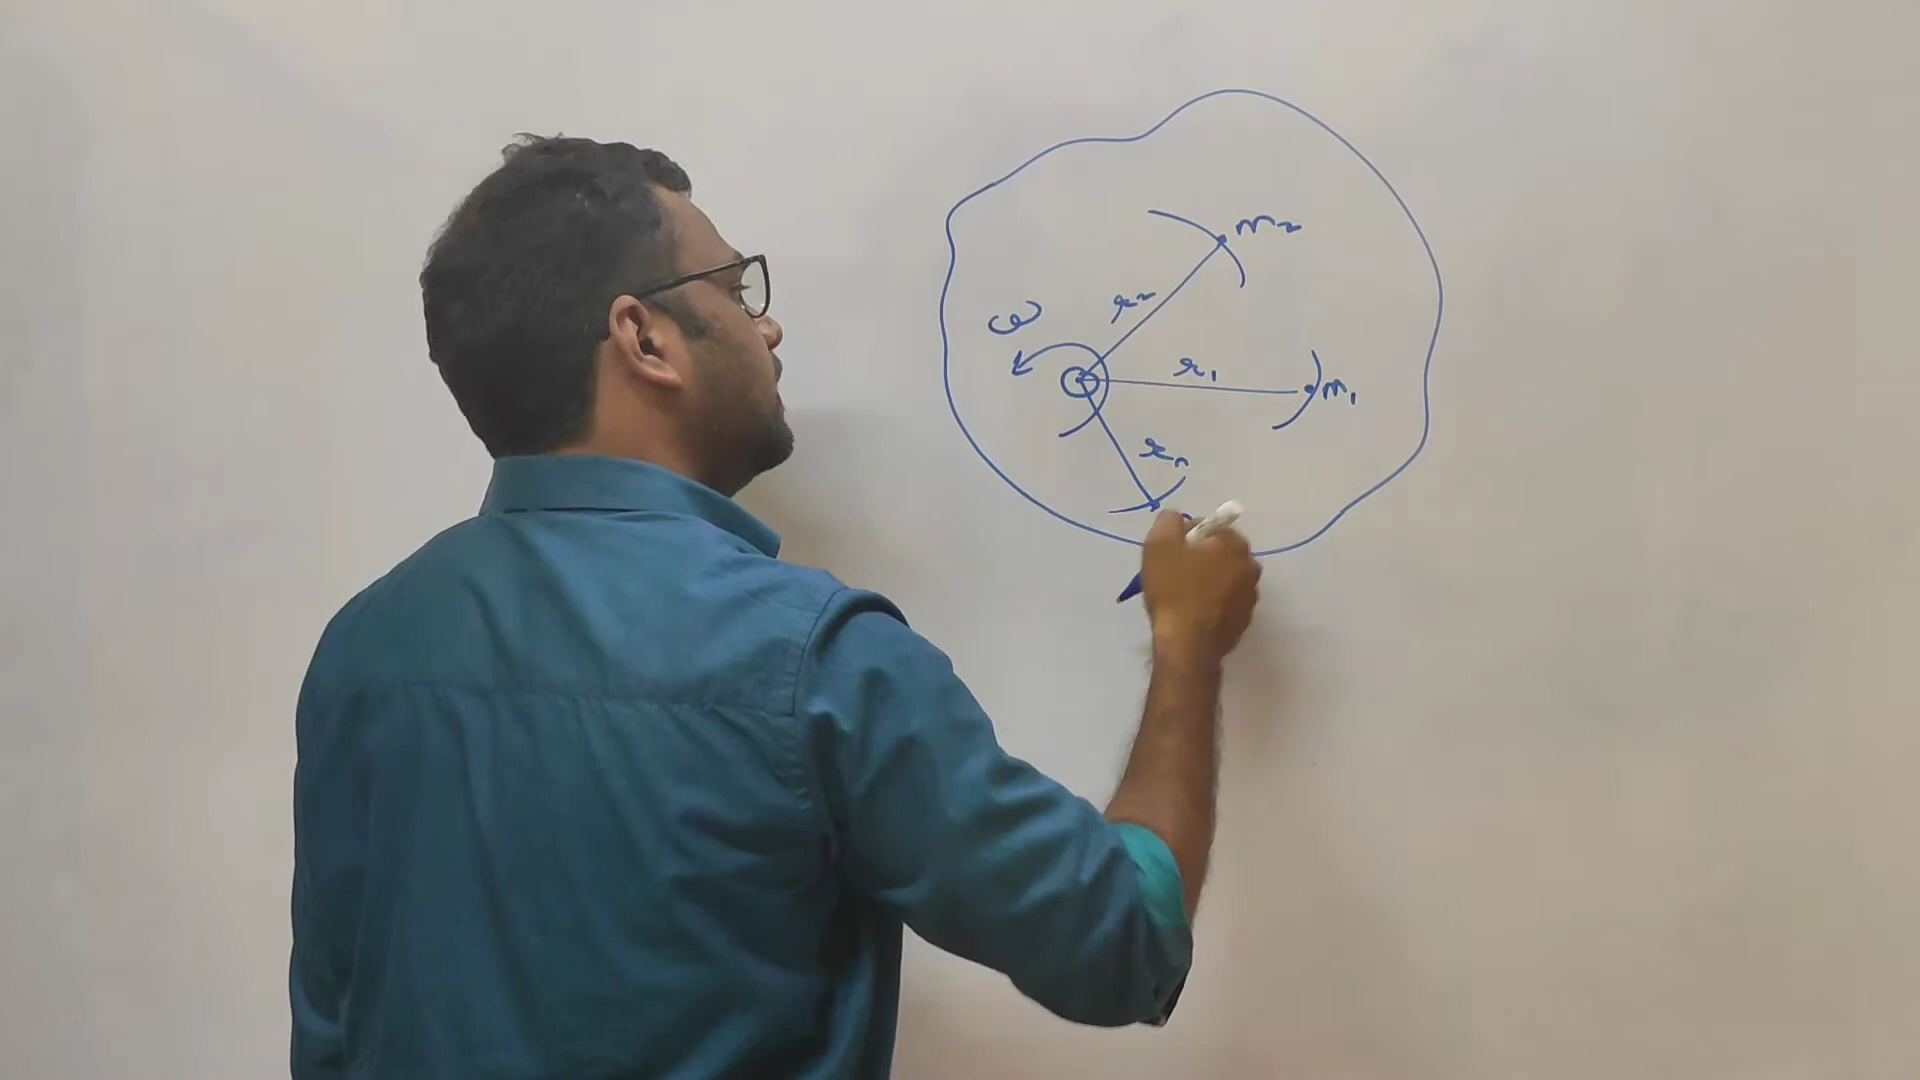 m₂
r₂
ω
r₁
m₁
rₙ